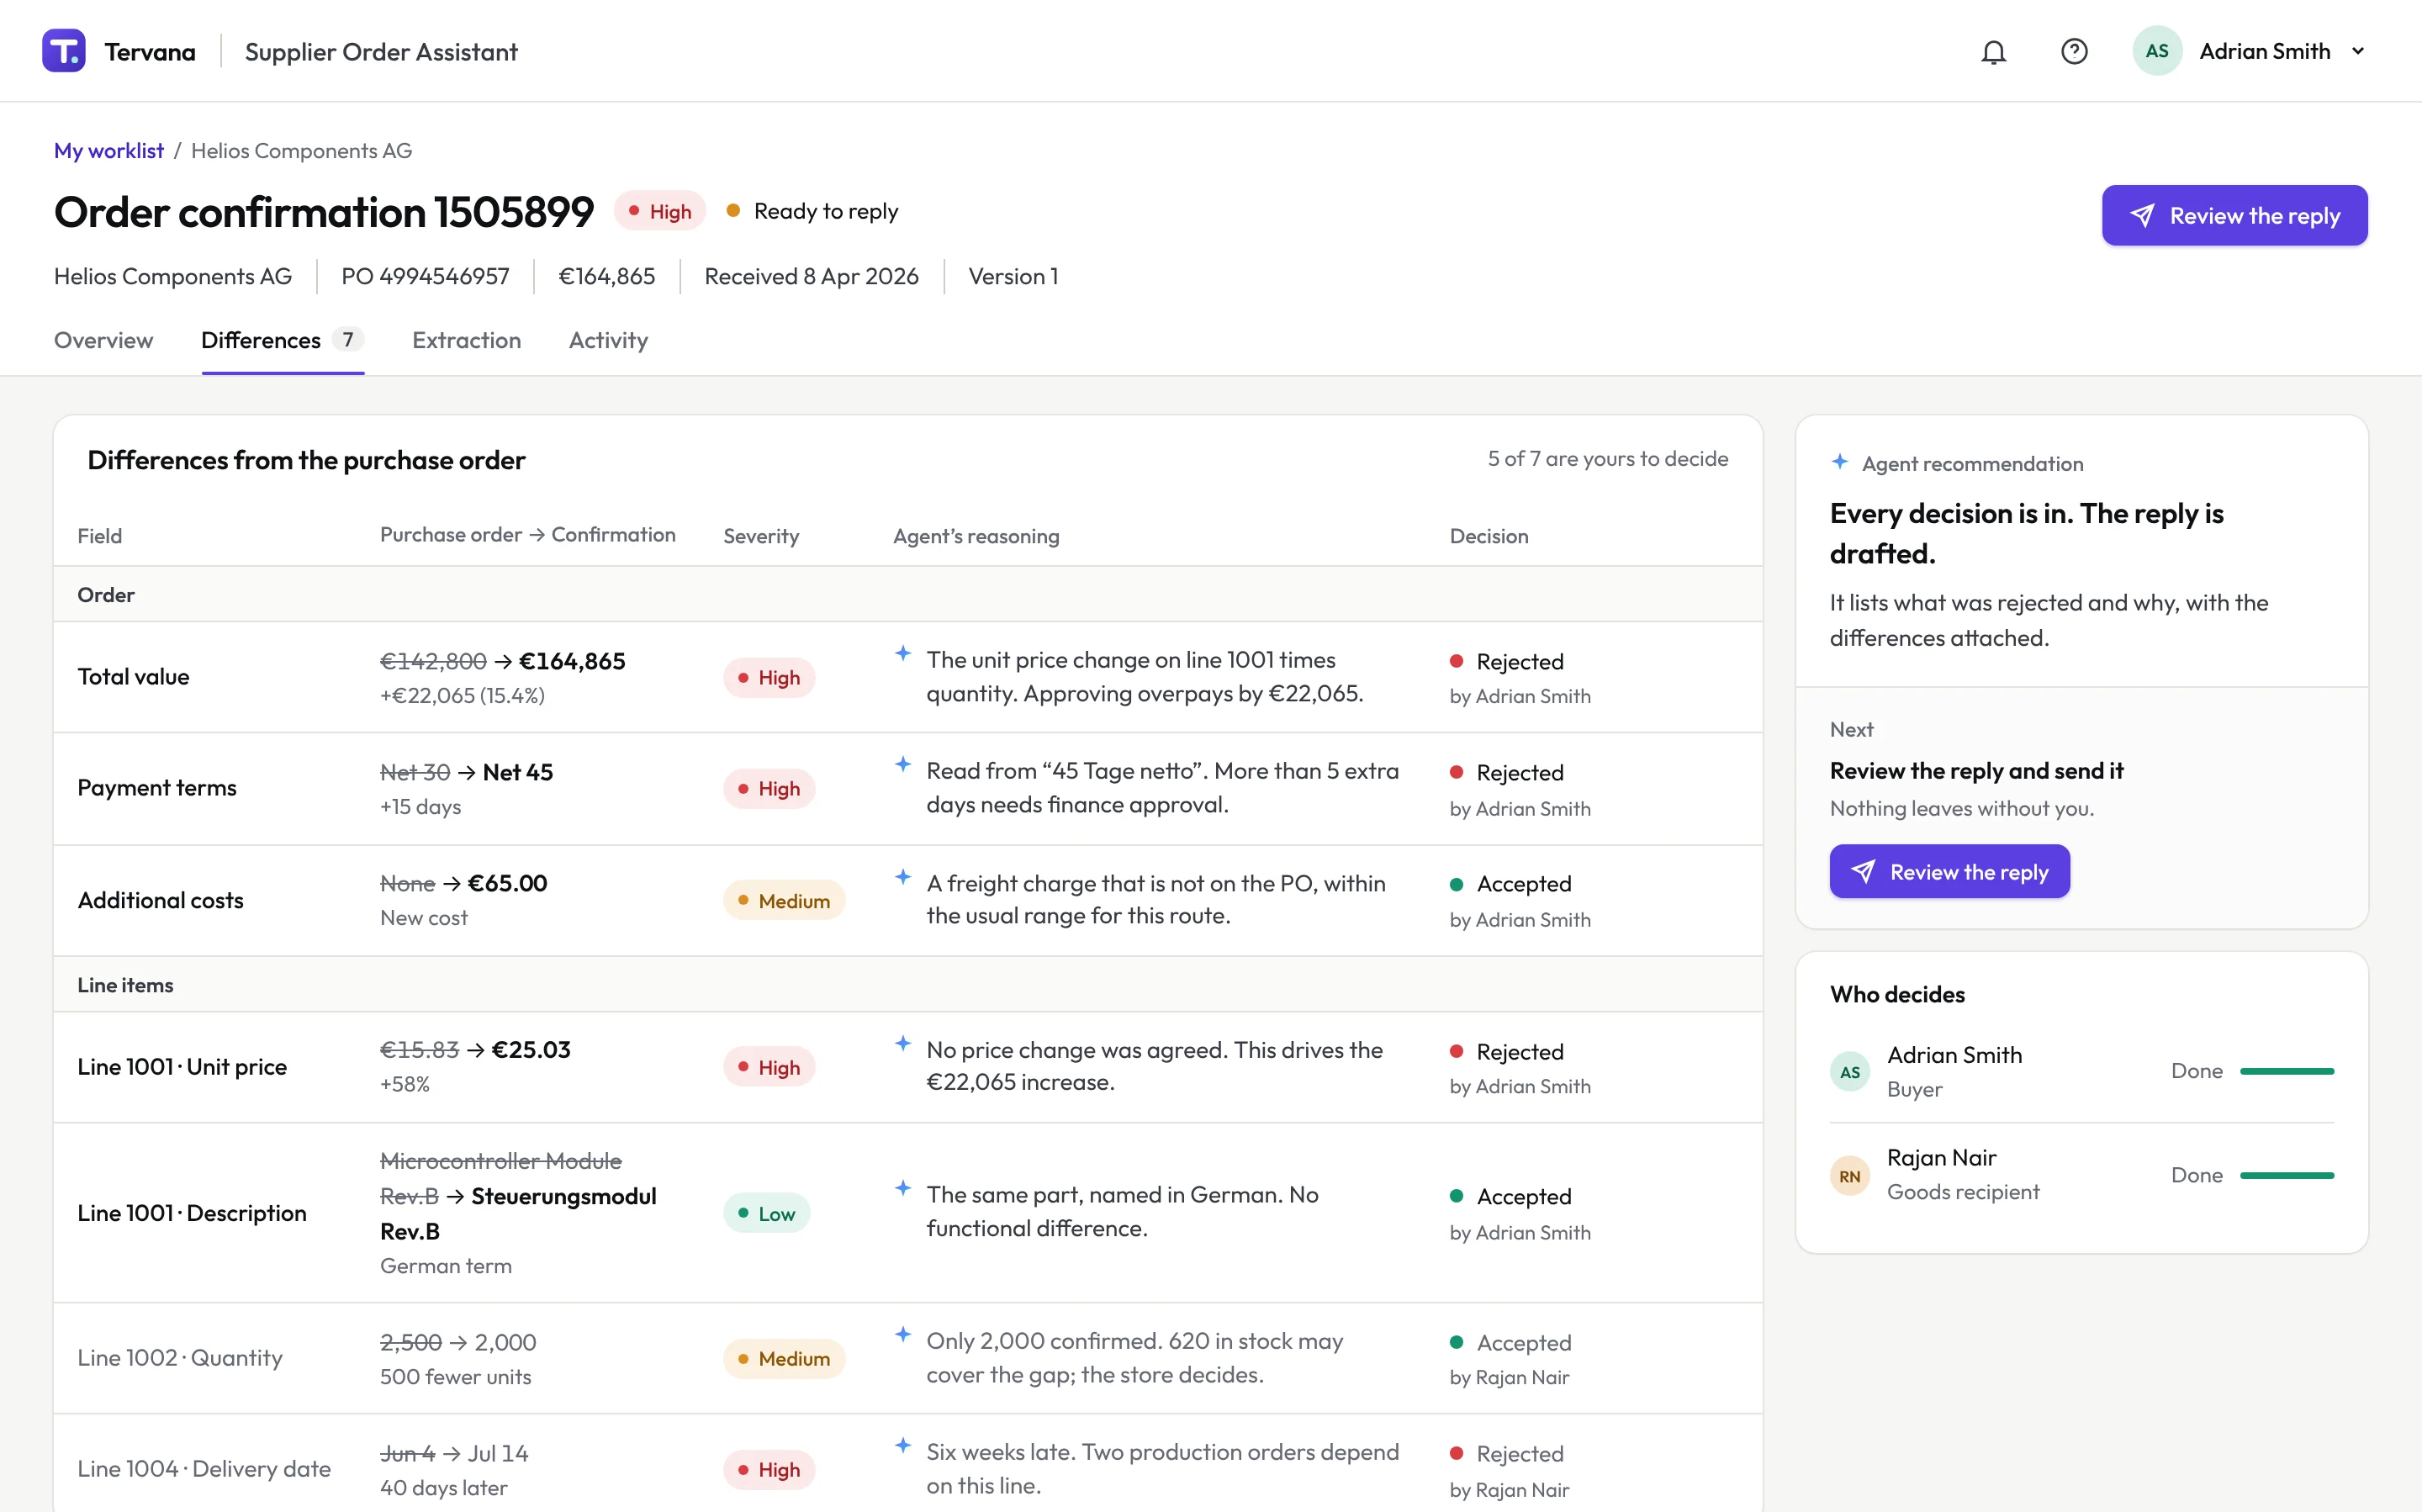 T.
Tervana
Supplier Order Assistant
AS
Adrian Smith
My worklist / Helios Components AG
Order confirmation 1505899
High
Ready to reply
Review the reply
Helios Components AG
PO 4994546957
€164,865
Received 8 Apr 2026
Version 1
Overview
Differences 7
Extraction
Activity
Differences from the purchase order
5 of 7 are yours to decide
Field
Purchase order → Confirmation
Severity
Agent's reasoning
Decision
Order
Total value
€142,800 → €164,865
+€22,065 (15.4%)
High
The unit price change on line 1001 times
quantity. Approving overpays by €22,065.
Rejected
by Adrian Smith
Payment terms
Net 30 → Net 45
+15 days
High
Read from “45 Tage netto”. More than 5 extra
days needs finance approval.
Rejected
by Adrian Smith
Additional costs
None → €65.00
New cost
Medium
A freight charge that is not on the PO, within
the usual range for this route.
Accepted
by Adrian Smith
Line items
Line 1001 · Unit price
€15.83 → €25.03
+58%
High
No price change was agreed. This drives the
€22,065 increase.
Rejected
by Adrian Smith
Line 1001 · Description
Microcontroller Module
Rev.B → Steuerungsmodul
Rev.B
German term
Low
The same part, named in German. No
functional difference.
Accepted
by Adrian Smith
Line 1002 · Quantity
2,500 → 2,000
500 fewer units
Medium
Only 2,000 confirmed. 620 in stock may
cover the gap; the store decides.
Accepted
by Rajan Nair
Line 1004 · Delivery date
Jun 4 → Jul 14
40 days later
High
Six weeks late. Two production orders depend
on this line.
Rejected
by Rajan Nair
Agent recommendation
Every decision is in. The reply is
drafted.
It lists what was rejected and why, with the
differences attached.
Next
Review the reply and send it
Nothing leaves without you.
Review the reply
Who decides
AS
Adrian Smith
Buyer
Done
RN
Rajan Nair
Goods recipient
Done